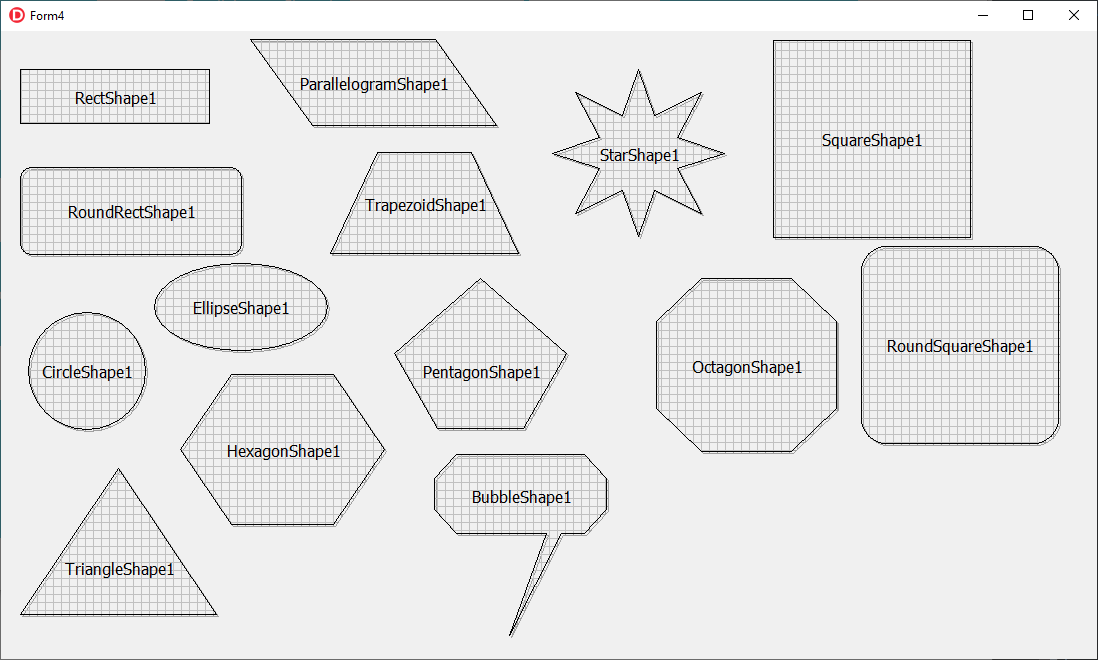 Form4
ParallelogramShape1
RectShape1
SquareShape1
StarShape1
TrapezoidShape1
RoundRectShape1
EllipseShape1
RoundSquareShape1
OctagonShape1
CircleShape1
PentagonShape1
HexagonShape1
BubbleShape1
TriangleShape1